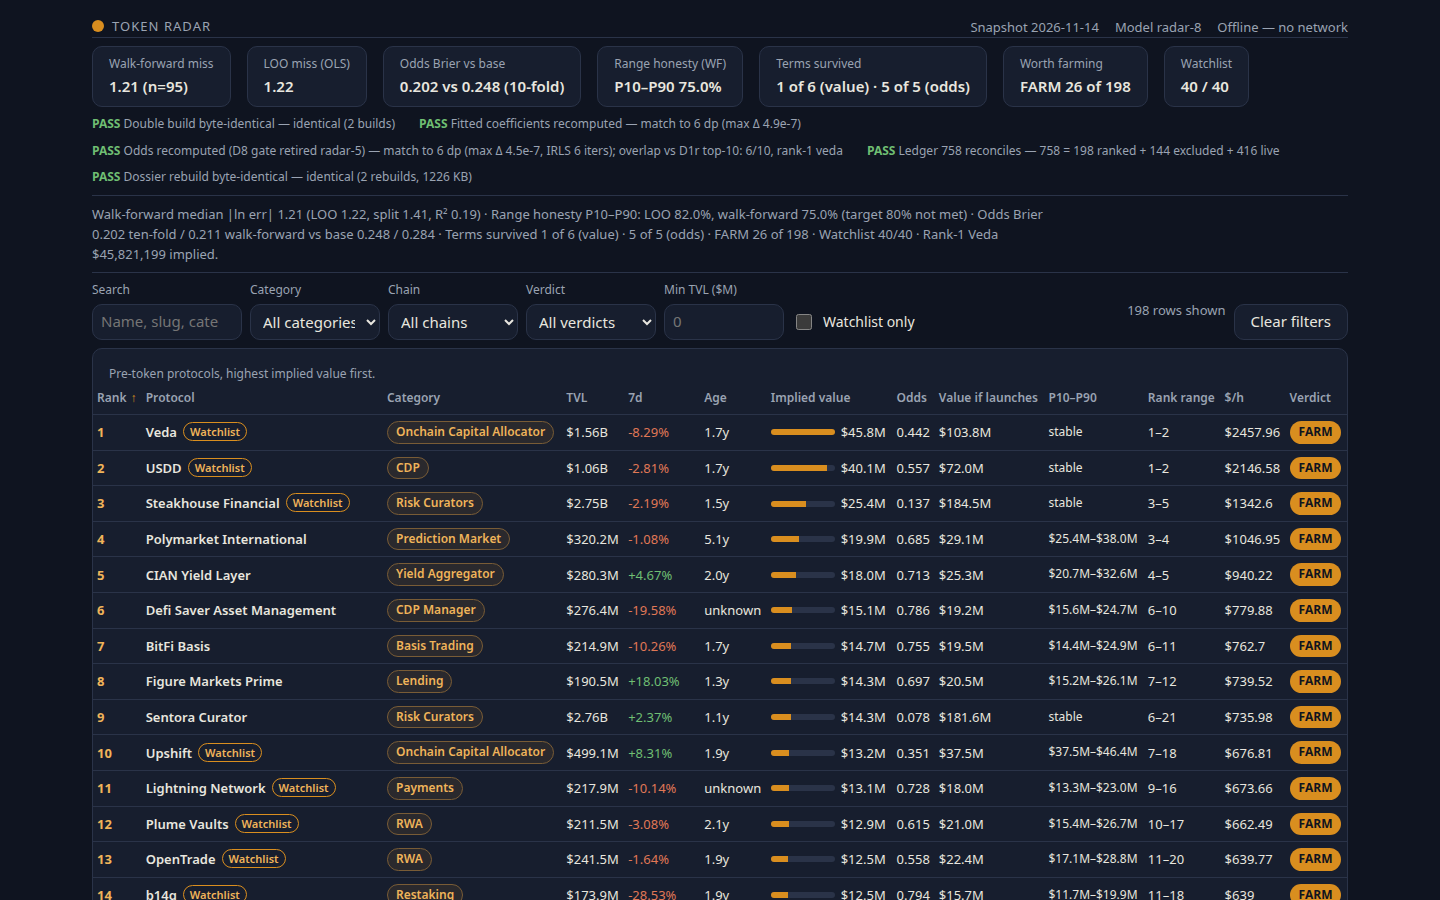 TOKEN RADAR Snapshot 2026-11-14 Model radar-8 Offline — no network
Walk-forward miss LOO miss (OLS) Odds Brier vs base Range honesty (WF) Terms survived Worth farming Watchlist
1.21 (n=95) 1.22 0.202 vs 0.248 (10-fold) P10–P90 75.0% 1 of 6 (value) · 5 of 5 (odds) FARM 26 of 198 40 / 40
PASS Double build byte-identical — identical (2 builds) PASS Fitted coefficients recomputed — match to 6 dp (max Δ 4.9e-7)
PASS Odds recomputed (D8 gate retired radar-5) — match to 6 dp (max Δ 4.5e-7, IRLS 6 iters); overlap vs D1r top-10: 6/10, rank-1 veda PASS Ledger 758 reconciles — 758 = 198 ranked + 144 excluded + 416 live
PASS Dossier rebuild byte-identical — identical (2 rebuilds, 1226 KB)
Walk-forward median |ln err| 1.21 (LOO 1.22, split 1.41, R² 0.19) · Range honesty P10–P90: LOO 82.0%, walk-forward 75.0% (target 80% not met) · Odds Brier
0.202 ten-fold / 0.211 walk-forward vs base 0.248 / 0.284 · Terms survived 1 of 6 (value) · 5 of 5 (odds) · FARM 26 of 198 · Watchlist 40/40 · Rank-1 Veda
$45,821,199 implied.
Search Category Chain Verdict Min TVL ($M)
Name, slug, cate All categories All chains All verdicts 0 Watchlist only 198 rows shown Clear filters
Pre-token protocols, highest implied value first.
Rank ↑ Protocol Category TVL 7d Age Implied value Odds Value if launches P10–P90 Rank range $/h Verdict
1 Veda Watchlist Onchain Capital Allocator $1.56B -8.29% 1.7y $45.8M 0.442 $103.8M stable 1–2 $2457.96 FARM
2 USDD Watchlist CDP $1.06B -2.81% 1.7y $40.1M 0.557 $72.0M stable 1–2 $2146.58 FARM
3 Steakhouse Financial Watchlist Risk Curators $2.75B -2.19% 1.5y $25.4M 0.137 $184.5M stable 3–5 $1342.6 FARM
4 Polymarket International Prediction Market $320.2M -1.08% 5.1y $19.9M 0.685 $29.1M $25.4M–$38.0M 3–4 $1046.95 FARM
5 CIAN Yield Layer Yield Aggregator $280.3M +4.67% 2.0y $18.0M 0.713 $25.3M $20.7M–$32.6M 4–5 $940.22 FARM
6 Defi Saver Asset Management CDP Manager $276.4M -19.58% unknown $15.1M 0.786 $19.2M $15.6M–$24.7M 6–10 $779.88 FARM
7 BitFi Basis Basis Trading $214.9M -10.26% 1.7y $14.7M 0.755 $19.5M $14.4M–$24.9M 6–11 $762.7 FARM
8 Figure Markets Prime Lending $190.5M +18.03% 1.3y $14.3M 0.697 $20.5M $15.2M–$26.1M 7–12 $739.52 FARM
9 Sentora Curator Risk Curators $2.76B +2.37% 1.1y $14.3M 0.078 $181.6M stable 6–21 $735.98 FARM
10 Upshift Watchlist Onchain Capital Allocator $499.1M +8.31% 1.9y $13.2M 0.351 $37.5M $37.5M–$46.4M 7–18 $676.81 FARM
11 Lightning Network Watchlist Payments $217.9M -10.14% unknown $13.1M 0.728 $18.0M $13.3M–$23.0M 9–16 $673.66 FARM
12 Plume Vaults Watchlist RWA $211.5M -3.08% 2.1y $12.9M 0.615 $21.0M $15.4M–$26.7M 10–17 $662.49 FARM
13 OpenTrade Watchlist RWA $241.5M -1.64% 1.9y $12.5M 0.558 $22.4M $17.1M–$28.8M 11–20 $639.77 FARM
14 b14g Watchlist Restaking $173.9M -28.53% 1.9y $12.5M 0.794 $15.7M $11.7M–$19.9M 11–18 $639 FARM